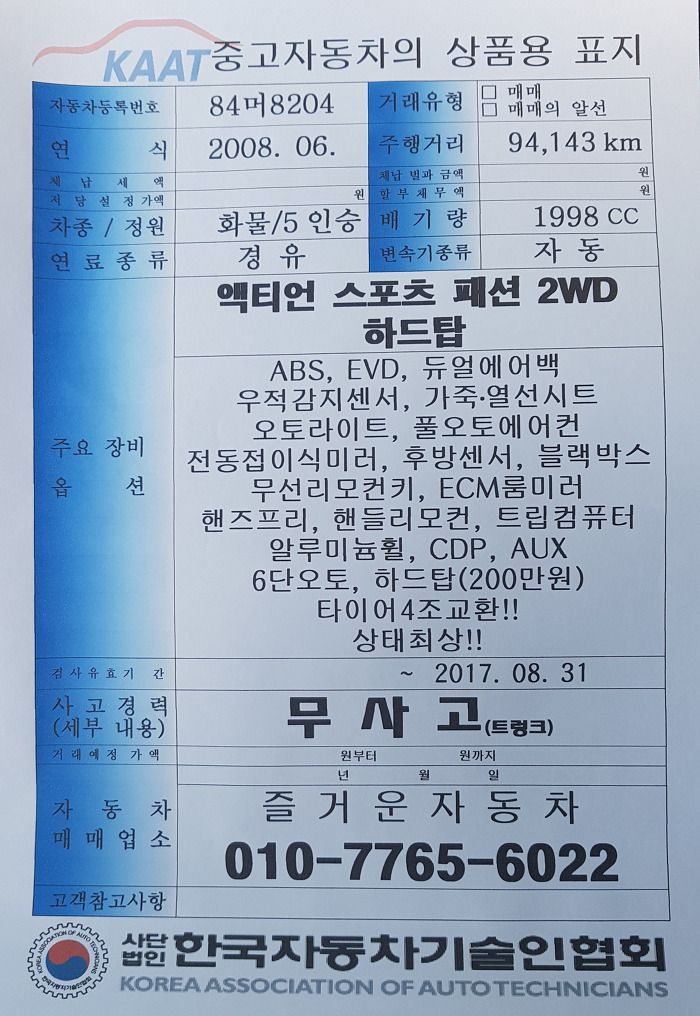 KAAT 중고자동차의 상품용 표지
자동차등록번호 84머8204 거래유형 □ 매매
□ 매매의 알선
연 식 2008. 06. 주행거리 94,143 km
체 납 세 액 체납 벌과 금액 원
저 당 설 정 가액 원 할 부 채 무 액 원
차종 / 정원 화물/5 인승 배 기 량 1998 CC
연 료 종 류 경 유 변속기종류 자 동
액티언 스포츠 패션 2WD
하드탑
주요 장비
옵 션
ABS, EVD, 듀얼에어백
우적감지센서, 가죽·열선시트
오토라이트, 풀오토에어컨
전동접이식미러, 후방센서, 블랙박스
무선리모컨키, ECM룸미러
핸즈프리, 핸들리모컨, 트립컴퓨터
알루미늄휠, CDP, AUX
6단오토, 하드탑(200만원)
타이어4조교환!!
상태최상!!
검 사 유 효 기 간 ~ 2017. 08. 31
사 고 경 력
(세부 내용)
무 사 고 (트렁크)
거 래 예 정 가 액 원부터 원까지
년 월 일
자 동 차
매 매 업 소
즐 거 운 자 동 차
010-7765-6022
고객참고사항
KOREA ASSOCIATION OF AUTO TECHNICIANS
한국자동차기술인협회
사단
법인 한국자동차기술인협회
KOREA ASSOCIATION OF AUTO TECHNICIANS